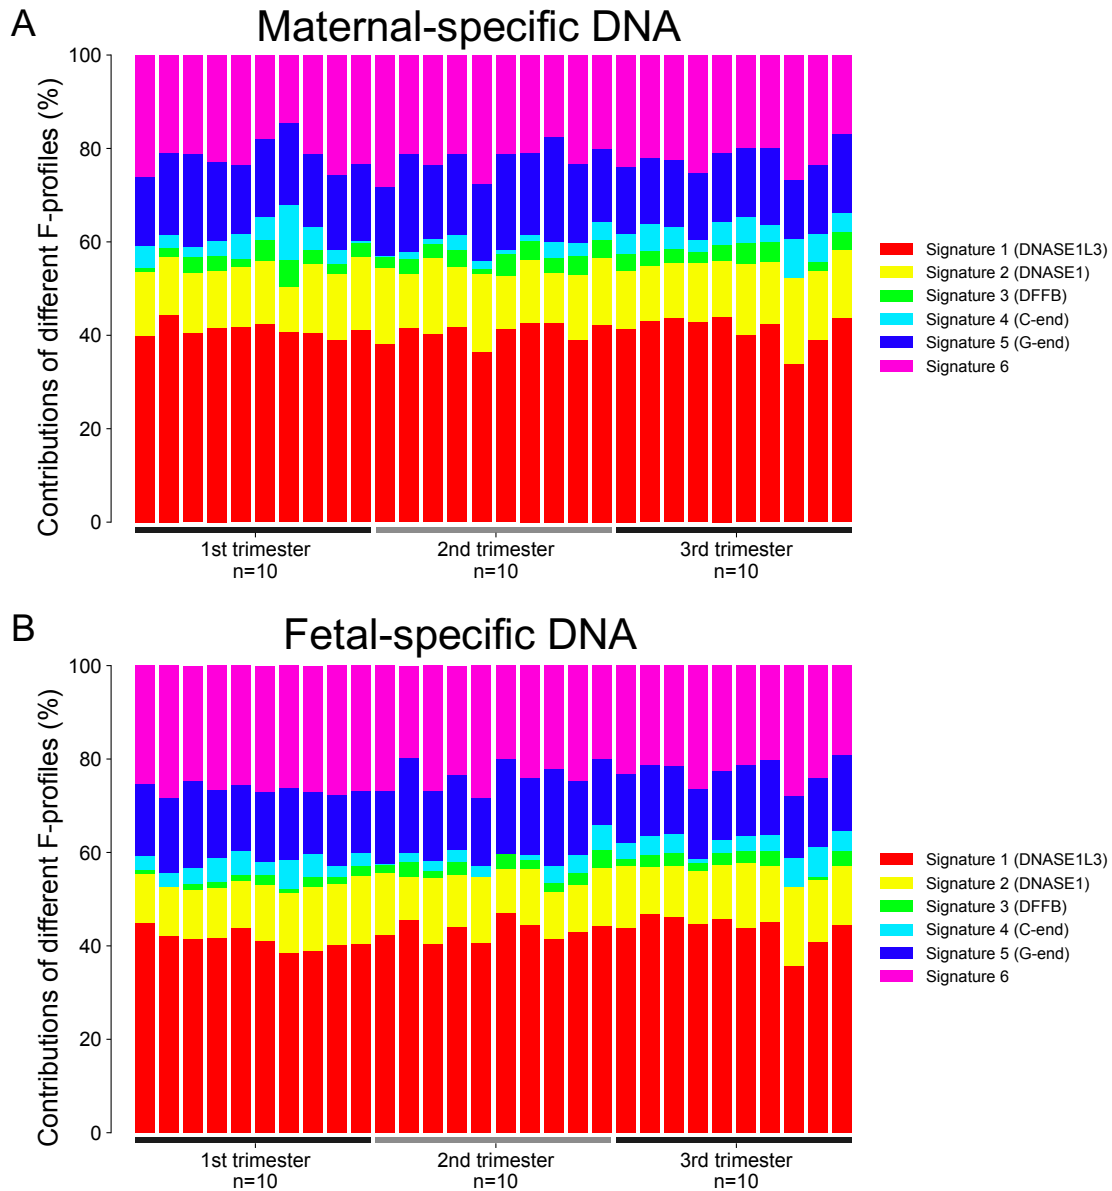 A
Maternal-specific DNA
Contributions of different F-profiles (%)
100
80
60
40
20
0
1st trimester
n=10
2nd trimester
n=10
3rd trimester
n=10
Signature 1 (DNASE1L3)
Signature 2 (DNASE1)
Signature 3 (DFFB)
Signature 4 (C-end)
Signature 5 (G-end)
Signature 6
B
Fetal-specific DNA
Contributions of different F-profiles (%)
100
80
60
40
20
0
1st trimester
n=10
2nd trimester
n=10
3rd trimester
n=10
Signature 1 (DNASE1L3)
Signature 2 (DNASE1)
Signature 3 (DFFB)
Signature 4 (C-end)
Signature 5 (G-end)
Signature 6